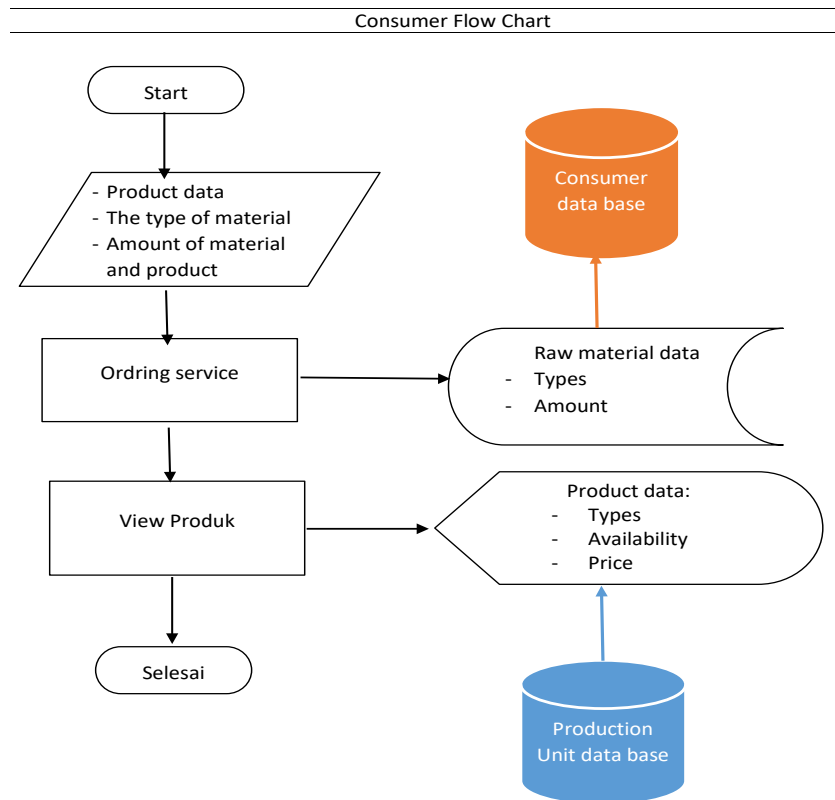 Consumer Flow Chart
Start
- Product data
- The type of material
- Amount of material
and product
Consumer
data base
Ordring service
Raw material data
- Types
- Amount
View Produk
Product data:
- Types
- Availability
- Price
Selesai
Production
Unit data base